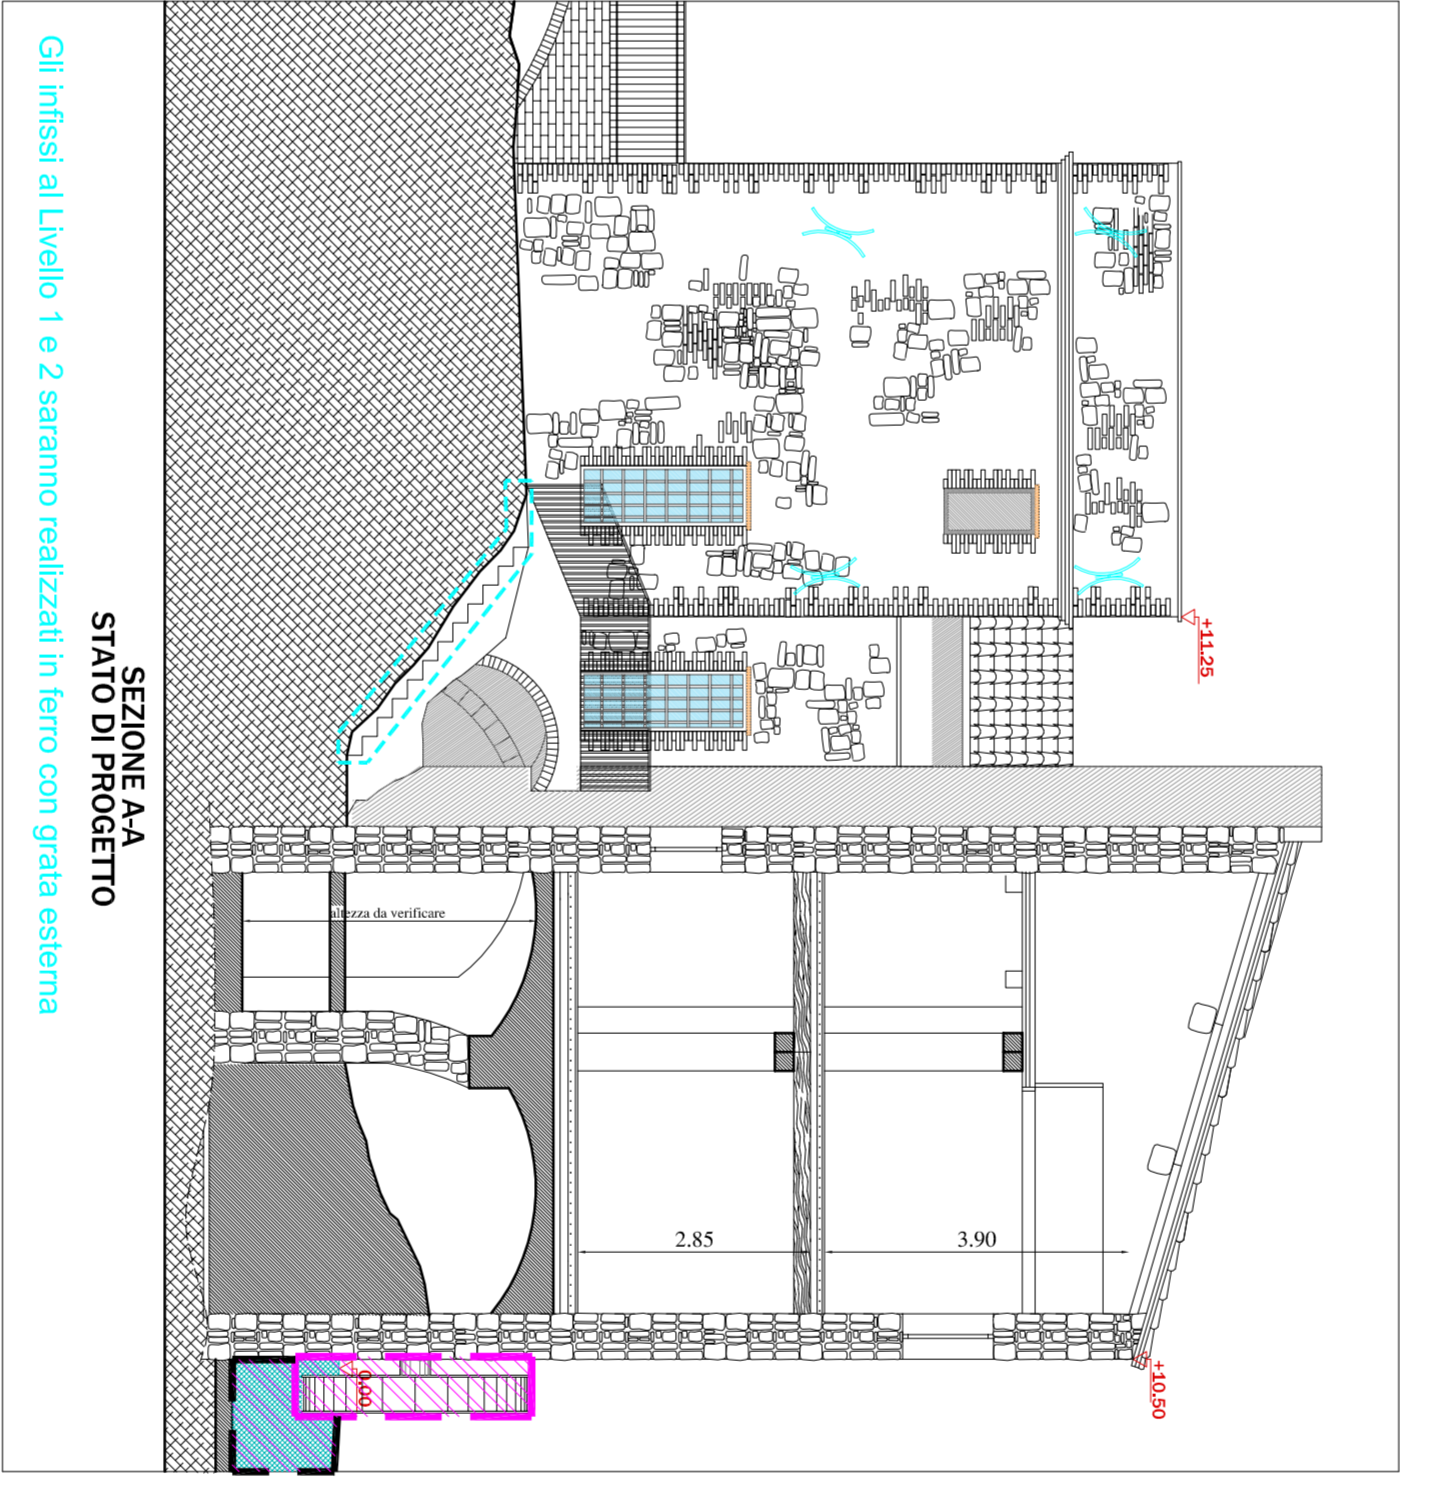 +11.25
+10.50
3.90
2.85
altezza da verificare
0.00
SEZIONE A-A
STATO DI PROGETTO
Gli infissi al Livello 1 e 2 saranno realizzati in ferro con grata esterna